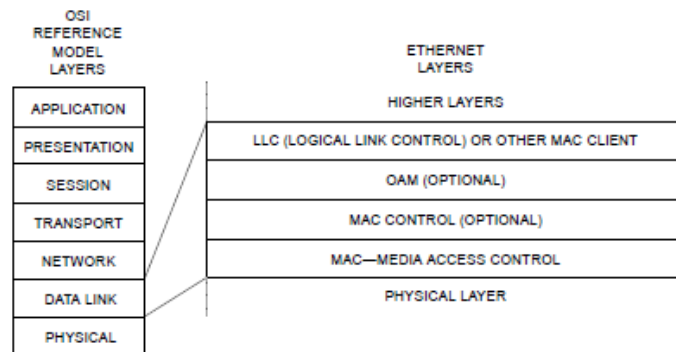 OSI
REFERENCE
MODEL
LAYERS
APPLICATION
PRESENTATION
SESSION
TRANSPORT
NETWORK
DATA LINK
PHYSICAL
ETHERNET
LAYERS
HIGHER LAYERS
LLC (LOGICAL LINK CONTROL) OR OTHER MAC CLIENT
OAM (OPTIONAL)
MAC CONTROL (OPTIONAL)
MAC—MEDIA ACCESS CONTROL
PHYSICAL LAYER